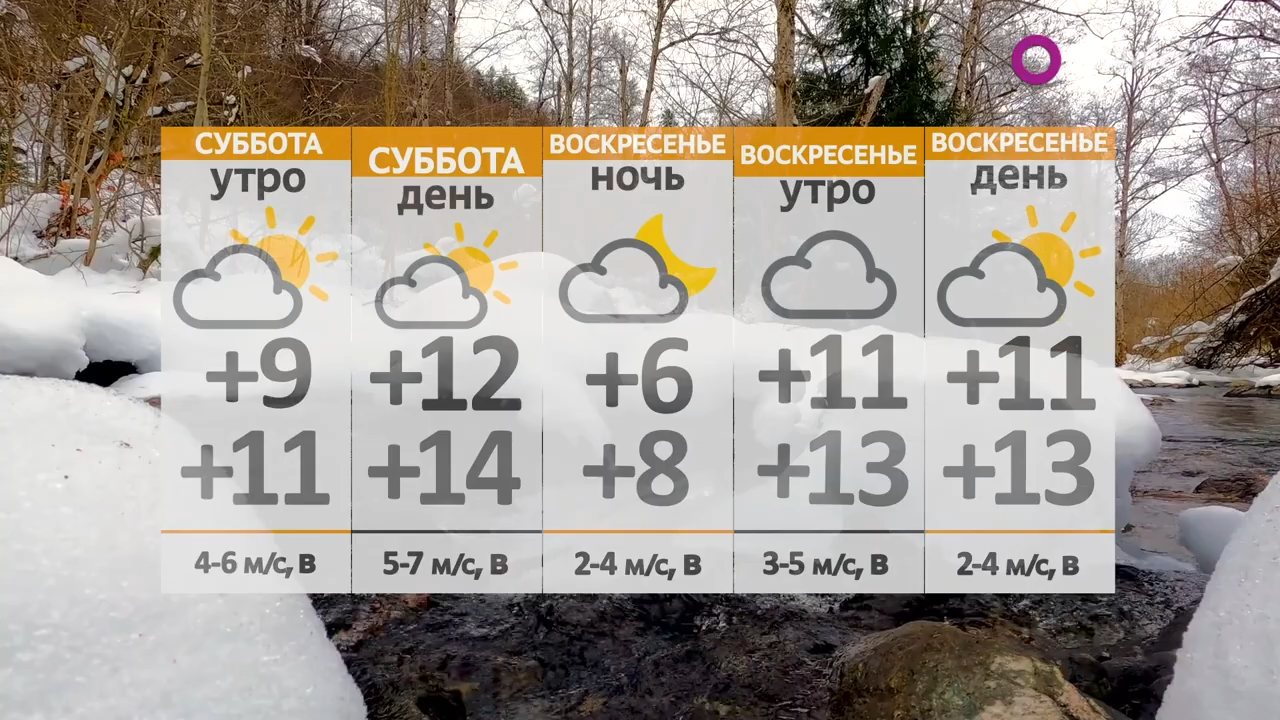 СУББОТА
утро
+9
+11
4-6 м/с, В
СУББОТА
день
+12
+14
5-7 м/с, В
ВОСКРЕСЕНЬЕ
ночь
+6
+8
2-4 м/с, В
ВОСКРЕСЕНЬЕ
утро
+11
+13
3-5 м/с, В
ВОСКРЕСЕНЬЕ
день
+11
+13
2-4 м/с, В